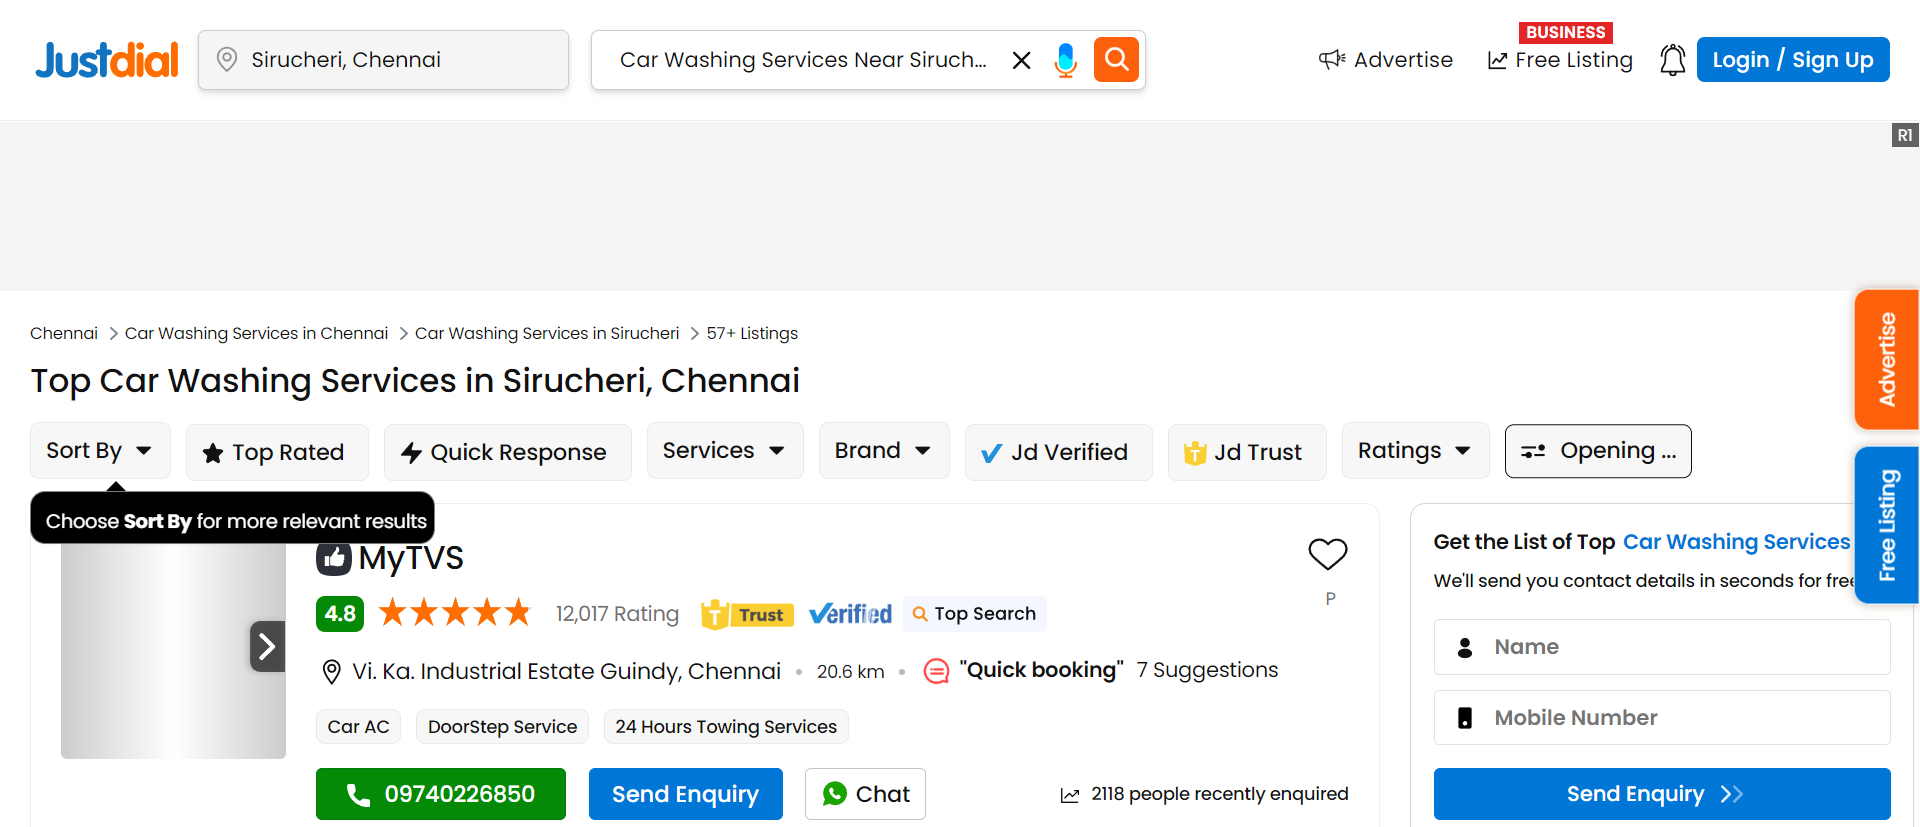 Justdial
Sirucheri, Chennai
Car Washing Services Near Siruch...
Advertise
BUSINESS
Free Listing
Login / Sign Up
R1
Chennai > Car Washing Services in Chennai > Car Washing Services in Sirucheri > 57+ Listings
Top Car Washing Services in Sirucheri, Chennai
Sort By
Top Rated
Quick Response
Services
Brand
Jd Verified
T Jd Trust
Ratings
Opening ...
Choose Sort By for more relevant results
MyTVS
4.8
12,017 Rating
T Trust
Verified
Top Search
Vi. Ka. Industrial Estate Guindy, Chennai • 20.6 km • "Quick booking" 7 Suggestions
P
Car AC
DoorStep Service
24 Hours Towing Services
09740226850
Send Enquiry
Chat
2118 people recently enquired
Get the List of Top Car Washing Services
We'll send you contact details in seconds for free
Name
Mobile Number
Send Enquiry
Advertise
Free Listing